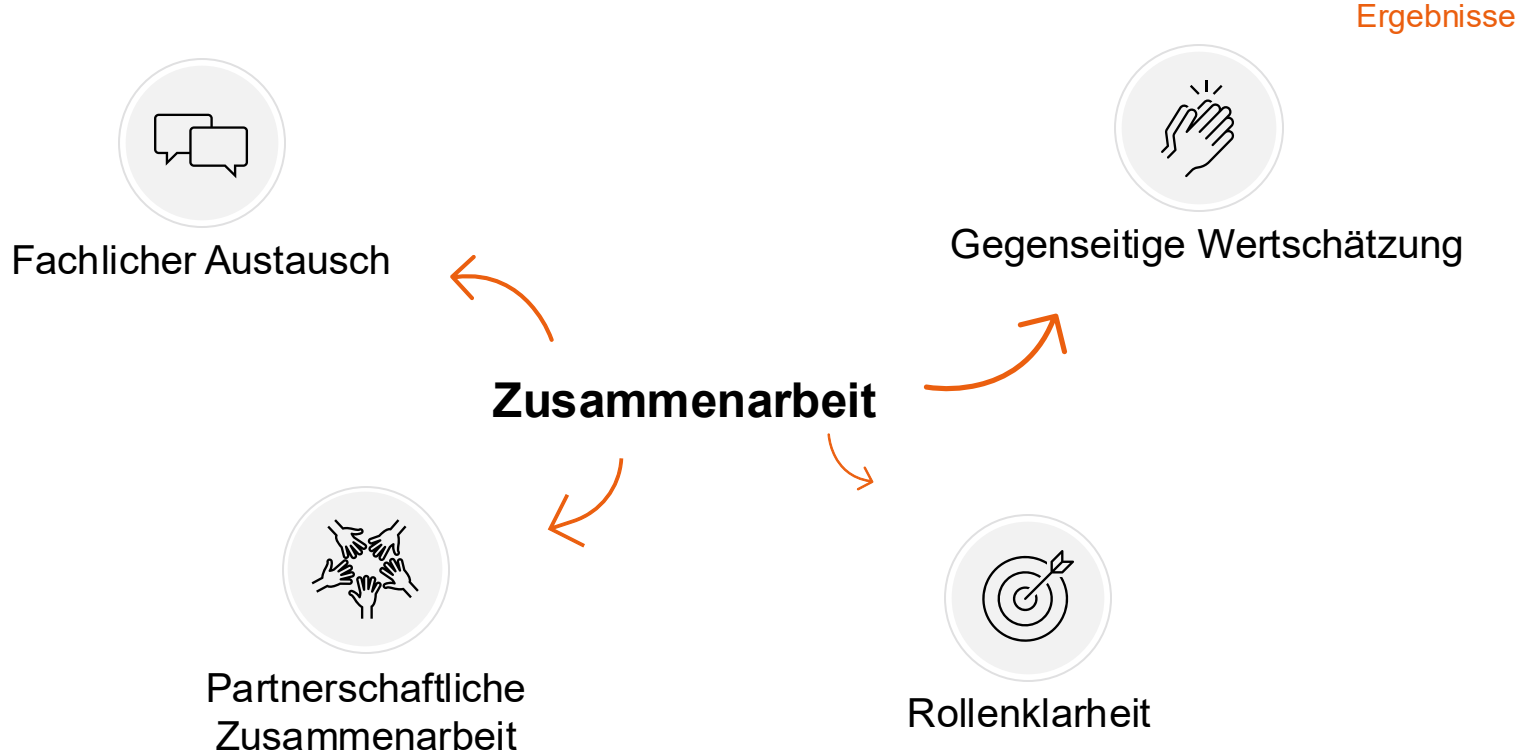 Ergebnisse
Fachlicher Austausch
Gegenseitige Wertschätzung
Zusammenarbeit
Partnerschaftliche
Zusammenarbeit
Rollenklarheit